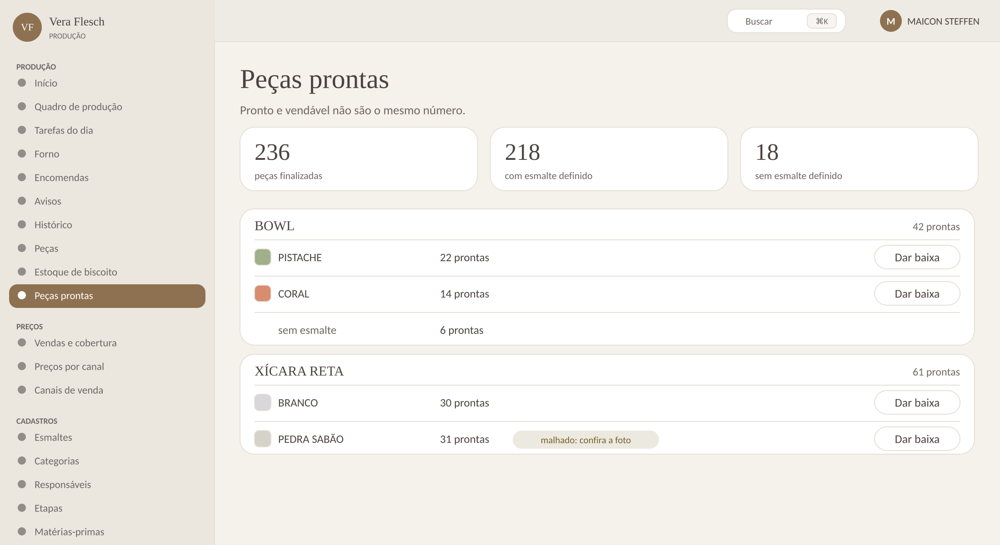 VF
Vera Flesch
PRODUÇÃO
Buscar
⌘K
M
MAICON STEFFEN
PRODUÇÃO
Início
Quadro de produção
Tarefas do dia
Forno
Encomendas
Avisos
Histórico
Peças
Estoque de biscoito
Peças prontas
PREÇOS
Vendas e cobertura
Preços por canal
Canais de venda
CADASTROS
Esmaltes
Categorias
Responsáveis
Etapas
Matérias-primas
Peças prontas
Pronto e vendável não são o mesmo número.
236
peças finalizadas
218
com esmalte definido
18
sem esmalte definido
BOWL
42 prontas
PISTACHE
22 prontas
Dar baixa
CORAL
14 prontas
Dar baixa
sem esmalte
6 prontas
XÍCARA RETA
61 prontas
BRANCO
30 prontas
Dar baixa
PEDRA SABÃO
31 prontas
malhado: confira a foto
Dar baixa